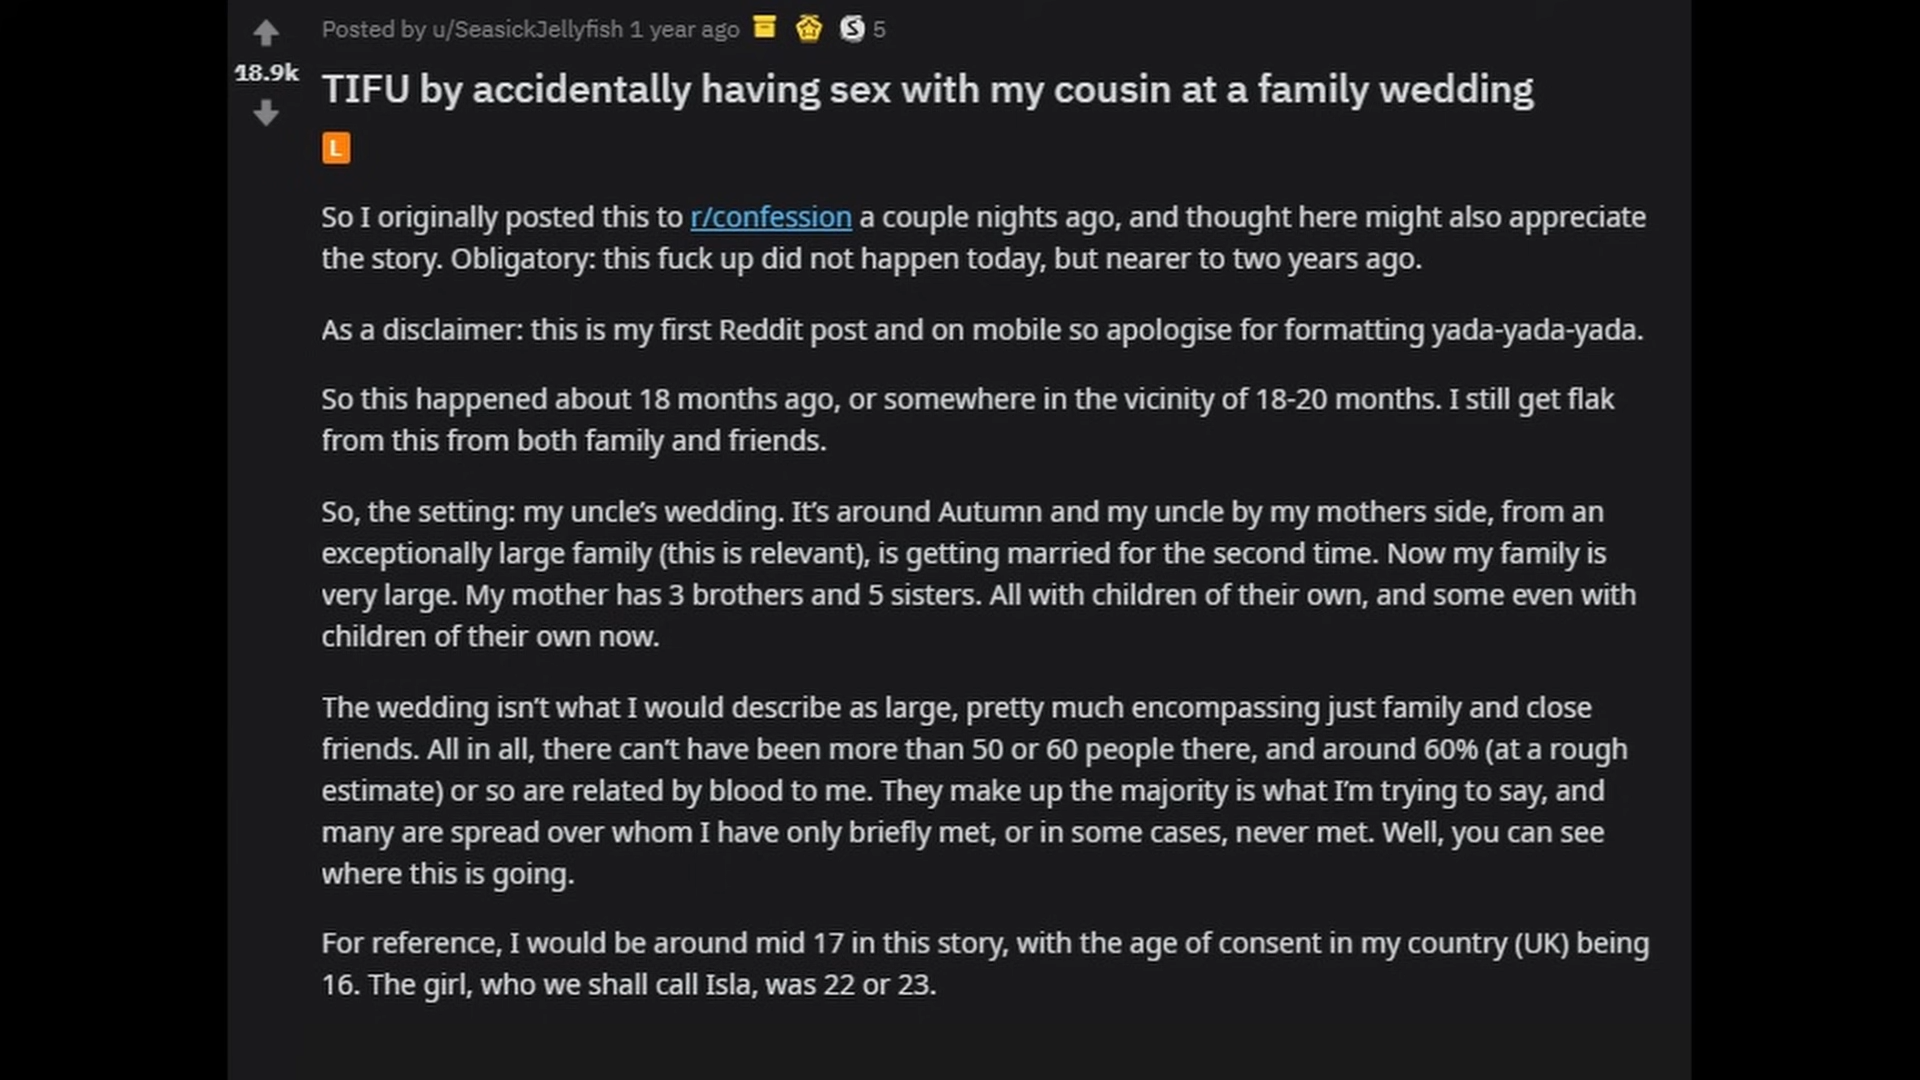 Posted by u/SeasickJellyfish 1 year ago 5
18.9k
TIFU by accidentally having sex with my cousin at a family wedding
L
So I originally posted this to r/confession a couple nights ago, and thought here might also appreciate
the story. Obligatory: this fuck up did not happen today, but nearer to two years ago.
As a disclaimer: this is my first Reddit post and on mobile so apologise for formatting yada-yada-yada.
So this happened about 18 months ago, or somewhere in the vicinity of 18-20 months. I still get flak
from this from both family and friends.
So, the setting: my uncle's wedding. It's around Autumn and my uncle by my mothers side, from an
exceptionally large family (this is relevant), is getting married for the second time. Now my family is
very large. My mother has 3 brothers and 5 sisters. All with children of their own, and some even with
children of their own now.
The wedding isn't what I would describe as large, pretty much encompassing just family and close
friends. All in all, there can't have been more than 50 or 60 people there, and around 60% (at a rough
estimate) or so are related by blood to me. They make up the majority is what I'm trying to say, and
many are spread over whom I have only briefly met, or in some cases, never met. Well, you can see
where this is going.
For reference, I would be around mid 17 in this story, with the age of consent in my country (UK) being
16. The girl, who we shall call Isla, was 22 or 23.